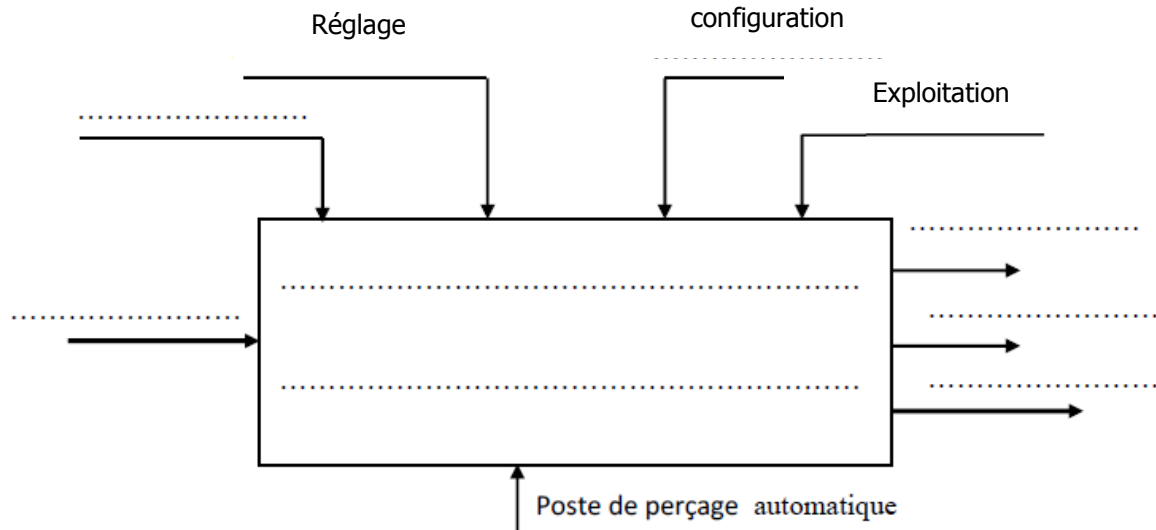 Réglage
configuration
Exploitation
Poste de perçage automatique